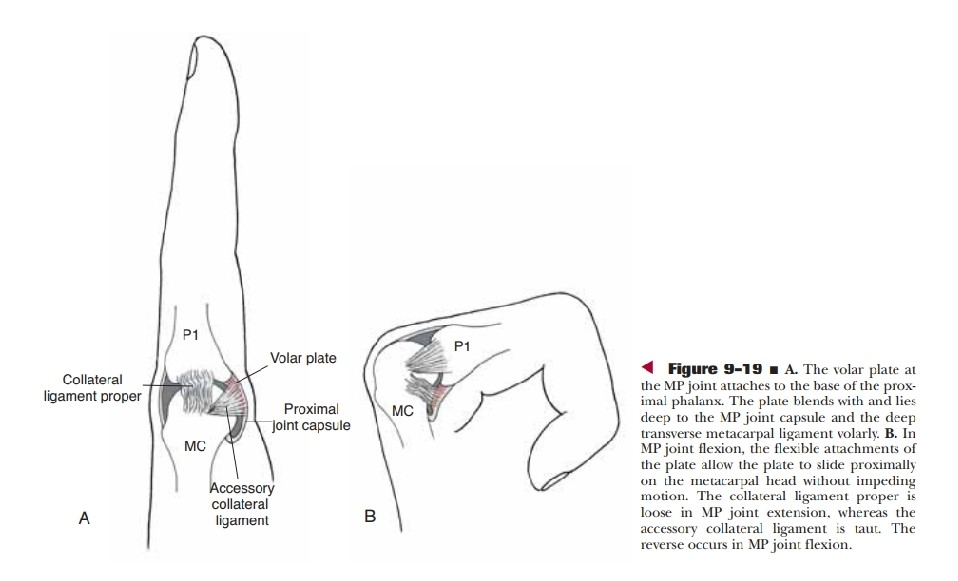 P1
Volar plate
Collateral
ligament proper
Proximal
joint capsule
MC
Accessory
collateral
ligament
A
P1
MC
B
◀ Figure 9–19 ■ A. The volar plate at
the MP joint attaches to the base of the prox-
imal phalanx. The plate blends with and lies
deep to the MP joint capsule and the deep
transverse metacarpal ligament volarly. B. In
MP joint flexion, the flexible attachments of
the plate allow the plate to slide proximally
on the metacarpal head without impeding
motion. The collateral ligament proper is
loose in MP joint extension, whereas the
accessory collateral ligament is taut. The
reverse occurs in MP joint flexion.